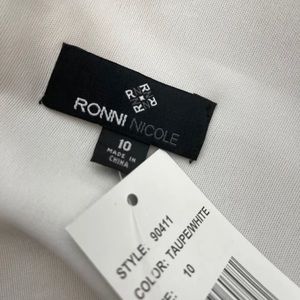 RONNI NICOLE
10
MADE IN
CHINA
STYLE: 90411
COLOR: TAUPE/WHITE
10